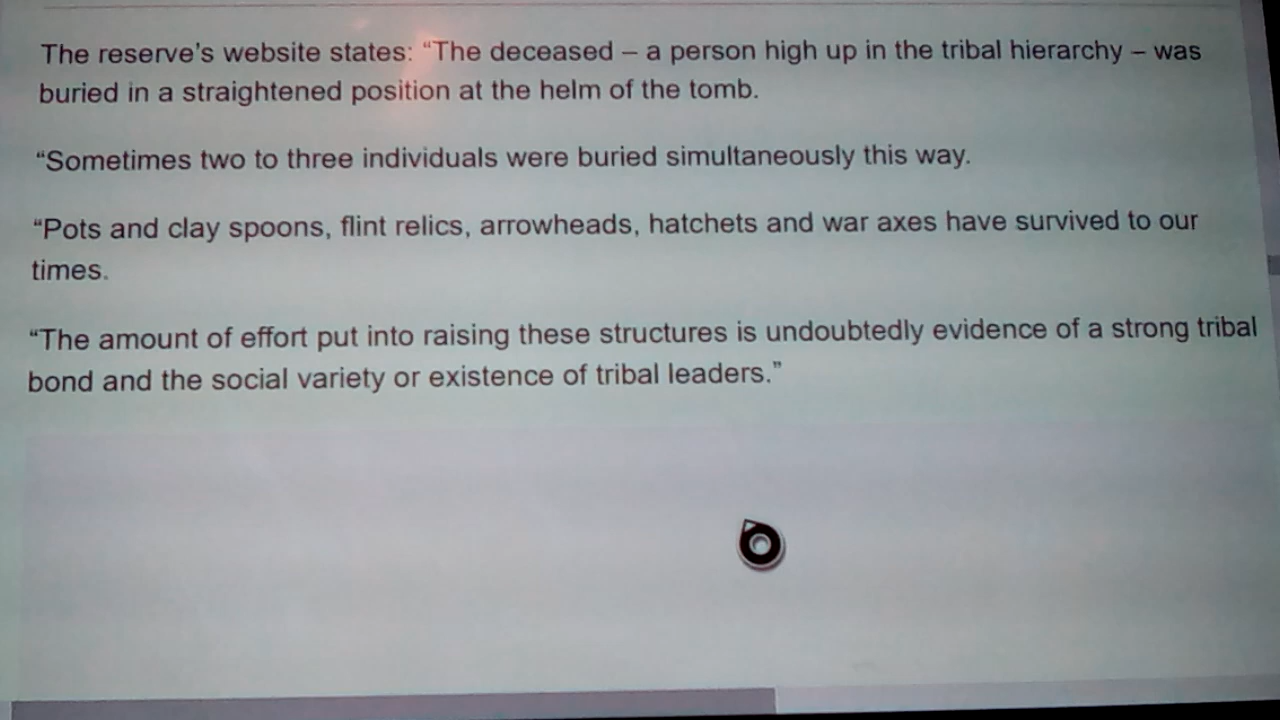 The reserve’s website states: “The deceased – a person high up in the tribal hierarchy – was
buried in a straightened position at the helm of the tomb.
“Sometimes two to three individuals were buried simultaneously this way.
“Pots and clay spoons, flint relics, arrowheads, hatchets and war axes have survived to our
times.
“The amount of effort put into raising these structures is undoubtedly evidence of a strong tribal
bond and the social variety or existence of tribal leaders.”